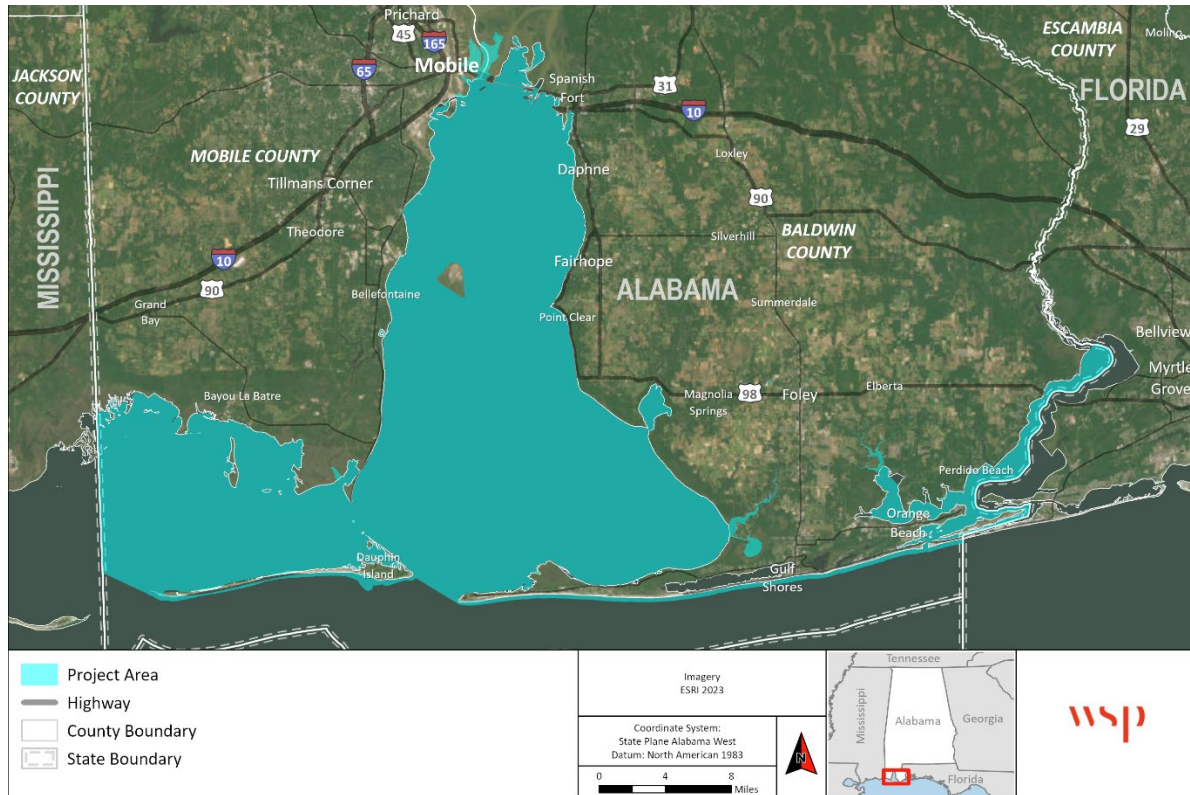 Prichard
45
165
65
Mobile
Spanish
Fort
31
10
ESCAMBIA
COUNTY
Molino
FLORIDA
29
JACKSON
COUNTY
MISSISSIPPI
MOBILE COUNTY
Tillmans Corner
Theodore
10
90
Grand
Bay
Bellefontaine
Bayou La Batre
Daphne
Fairhope
Point Clear
ALABAMA
Loxley
90
BALDWIN
COUNTY
Silverhill
Summerdale
Magnolia
Springs
98
Foley
Elberta
Bellview
Myrtle
Grove
Perdido Beach
Orange
Beach
Gulf
Shores
Dauphin
Island
Project Area
Highway
County Boundary
State Boundary
Imagery
ESRI 2023
Coordinate System:
State Plane Alabama West
Datum: North American 1983
0 4 8
Miles
N
Tennessee
Mississippi
Alabama
Georgia
Florida
wsp